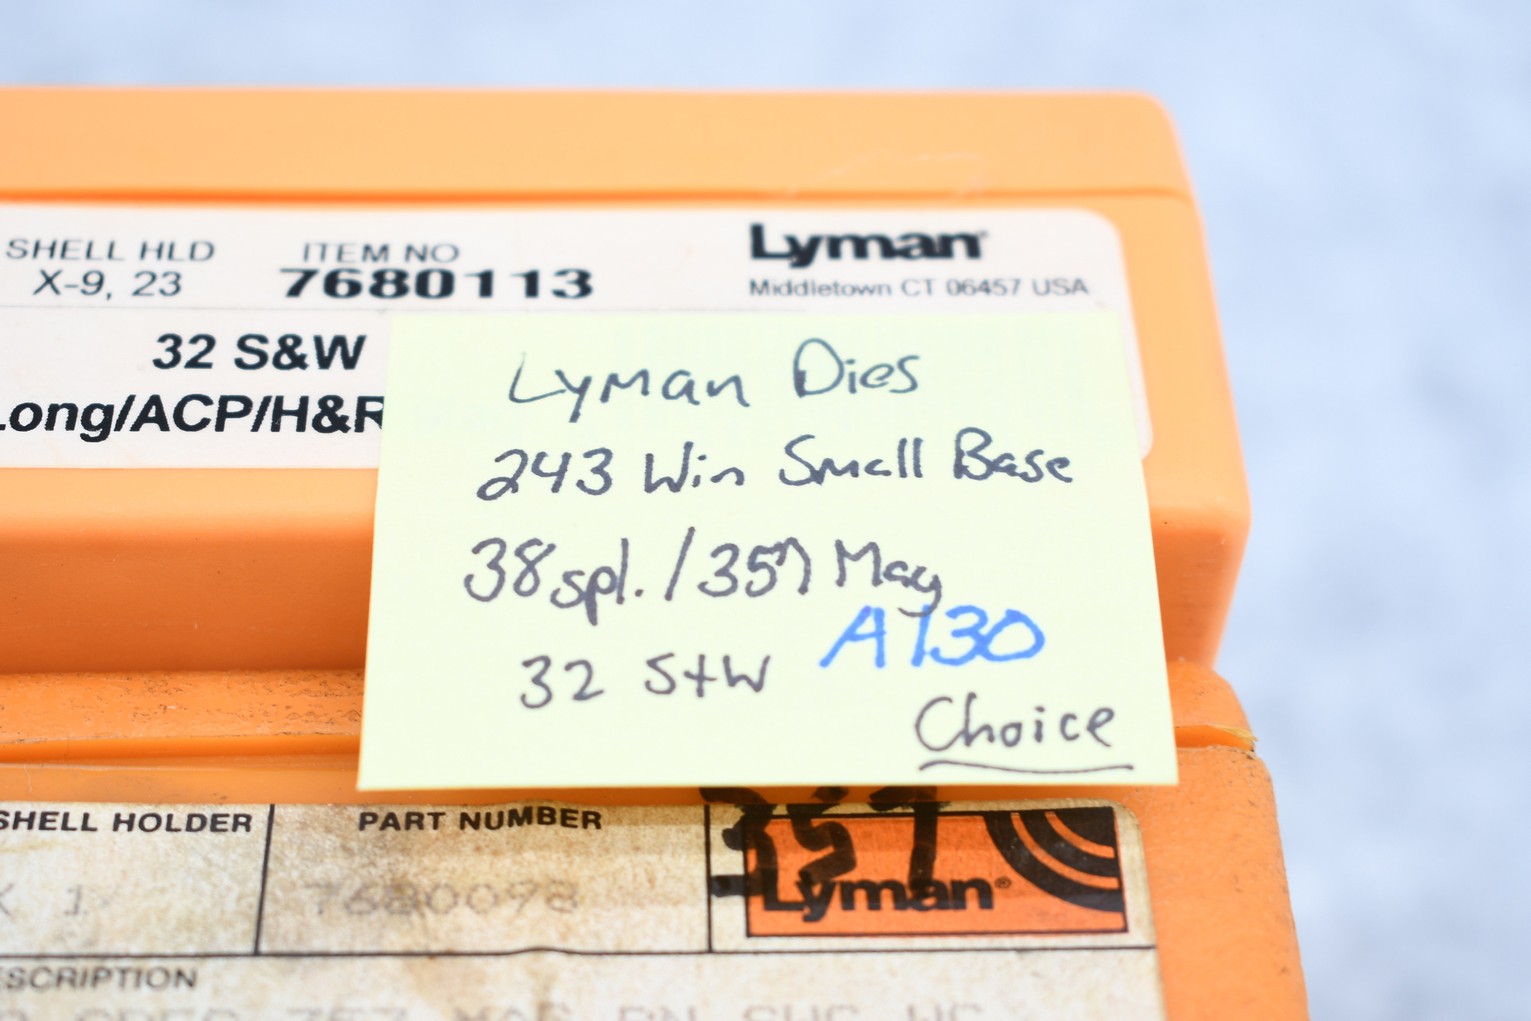 SHELL HLD ITEM NO Lyman
X-9, 23 7680113 Middletown CT 06457 USA
32 S&W
Long/ACP/H&R
Lyman Dies
243 Win Small Base
38 spl. / 357 Mag
A130
32 S+W
Choice
357
SHELL HOLDER PART NUMBER
X 1 7680098 Lyman®